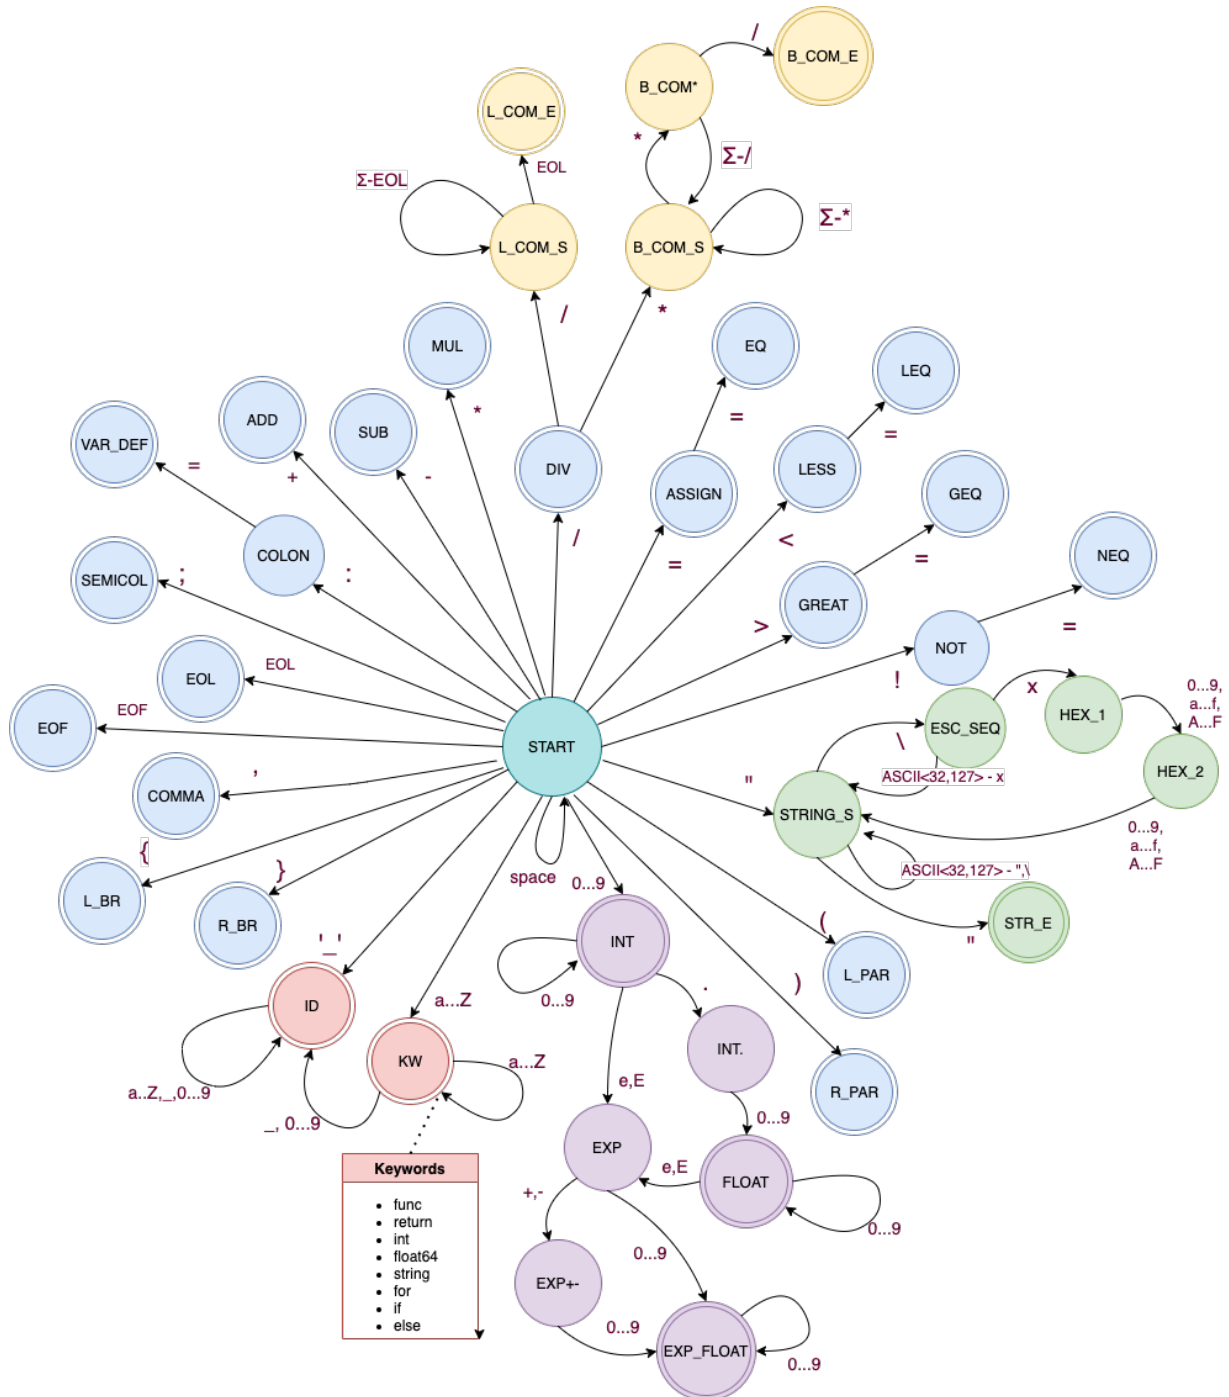 /
B_COM_E
B_COM*
L_COM_E
*
Σ-/
EOL
Σ-EOL
Σ-*
L_COM_S
B_COM_S
/
*
MUL
EQ
LEQ
*
ADD
SUB
VAR_DEF
=
=
=
+
-
DIV
LESS
ASSIGN
GEQ
/
<
=
=
COLON
NEQ
SEMICOL
;
:
GREAT
>
=
NOT
!
EOL
EOL
x
0...9,
a...f,
A...F
EOF
EOF
ESC_SEQ
HEX_1
\
START
HEX_2
ASCII<32,127> - x
,
"
COMMA
STRING_S
0...9,
a...f,
A...F
{
}
ASCII<32,127> - ",\
space
0...9
L_BR
R_BR
STR_E
(
"
'_'
INT
L_PAR
.
)
0...9
a...Z
ID
INT.
KW
a...Z
e,E
R_PAR
a..Z,_,0...9
_, 0...9
0...9
EXP
Keywords
e,E
FLOAT
+,-
0...9
func
return
int
float64
string
for
if
else
0...9
EXP+-
0...9
EXP_FLOAT
0...9